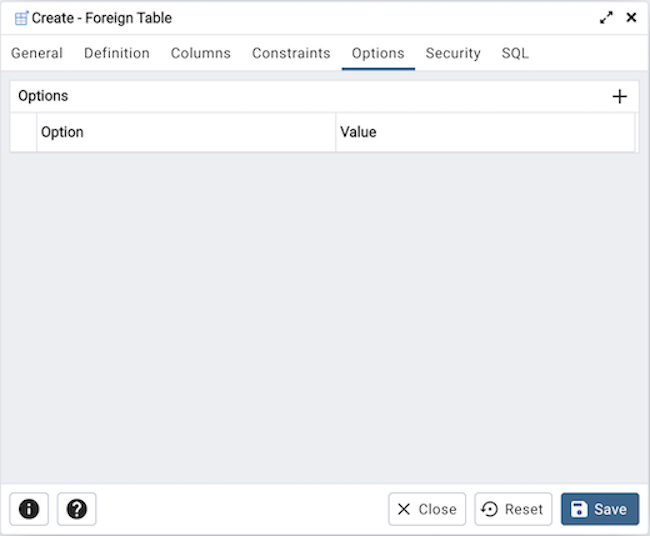 Create - Foreign Table
General Definition Columns Constraints Options Security SQL
Options
Option Value
Close Reset Save